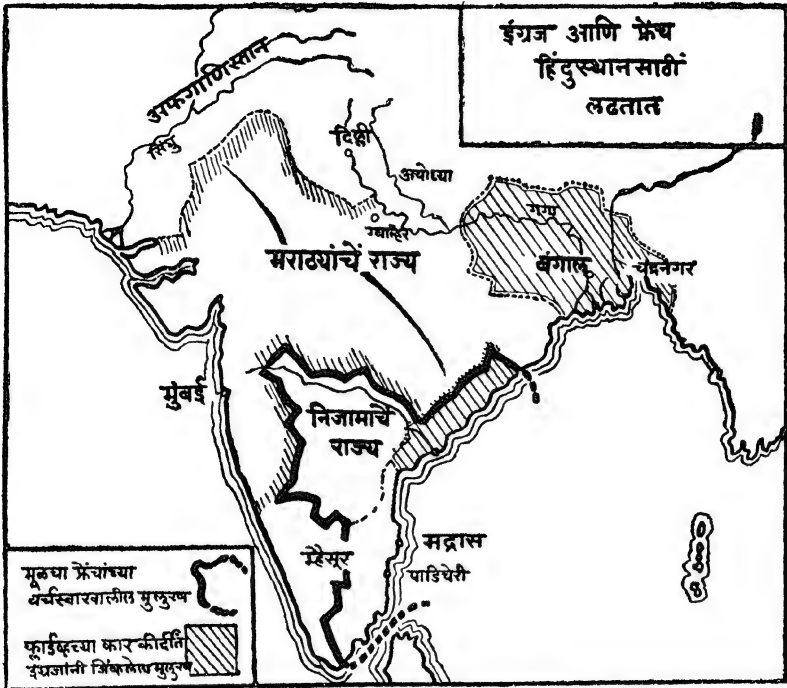 इंग्रज आणि फ्रेंच
हिंदुस्थानसाठीं
लढतात
अफगाणिस्तान
सिंधु
दिल्ली
अयोध्या
ग्वाल्हेर
गंगा
मराठ्यांचें राज्य
बंगाल
चंद्रनगर
मुंबई
निजामाचें
राज्य
म्हैसूर
मद्रास
पाडिचेरी
मूळचा फ्रेंचांच्या
वर्चस्वाखालील मुलुख
क्लाईव्हच्या कारकीर्दीत
इंग्रजांनी जिंकलेला मुलुख